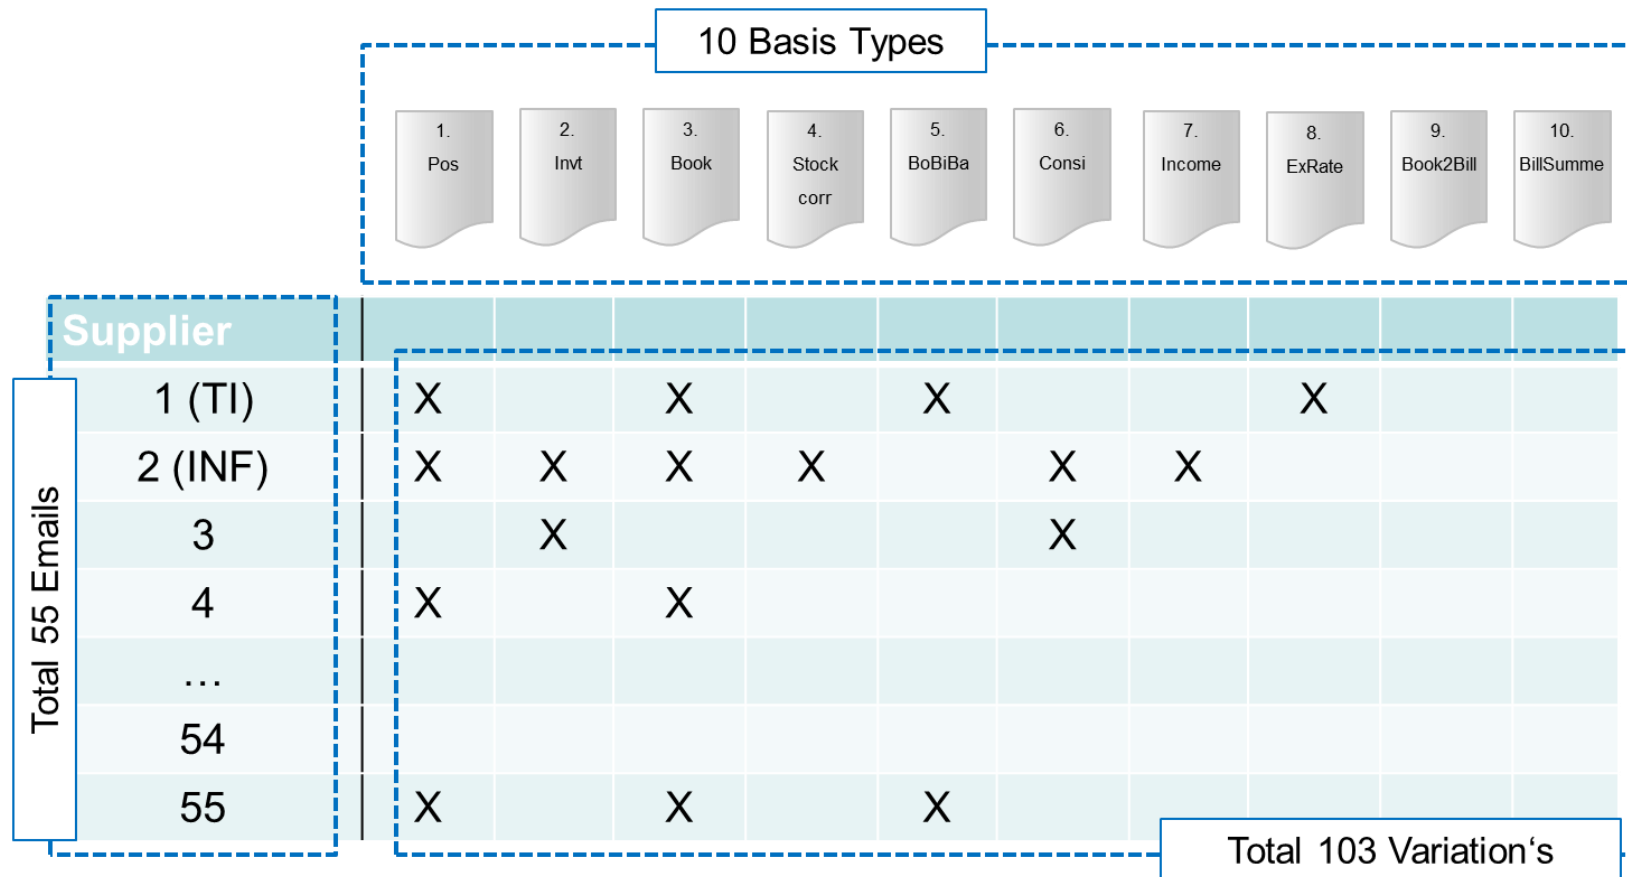 10 Basis Types
1.
Pos
2.
Invt
3.
Book
4.
Stock
corr
5.
BoBiBa
6.
Consi
7.
Income
8.
ExRate
9.
Book2Bill
10.
BillSumme
Supplier
Total 55 Emails
1 (TI) X X X X
2 (INF) X X X X X X
3 X X
4 X X
...
54
55 X X X
Total 103 Variation‘s